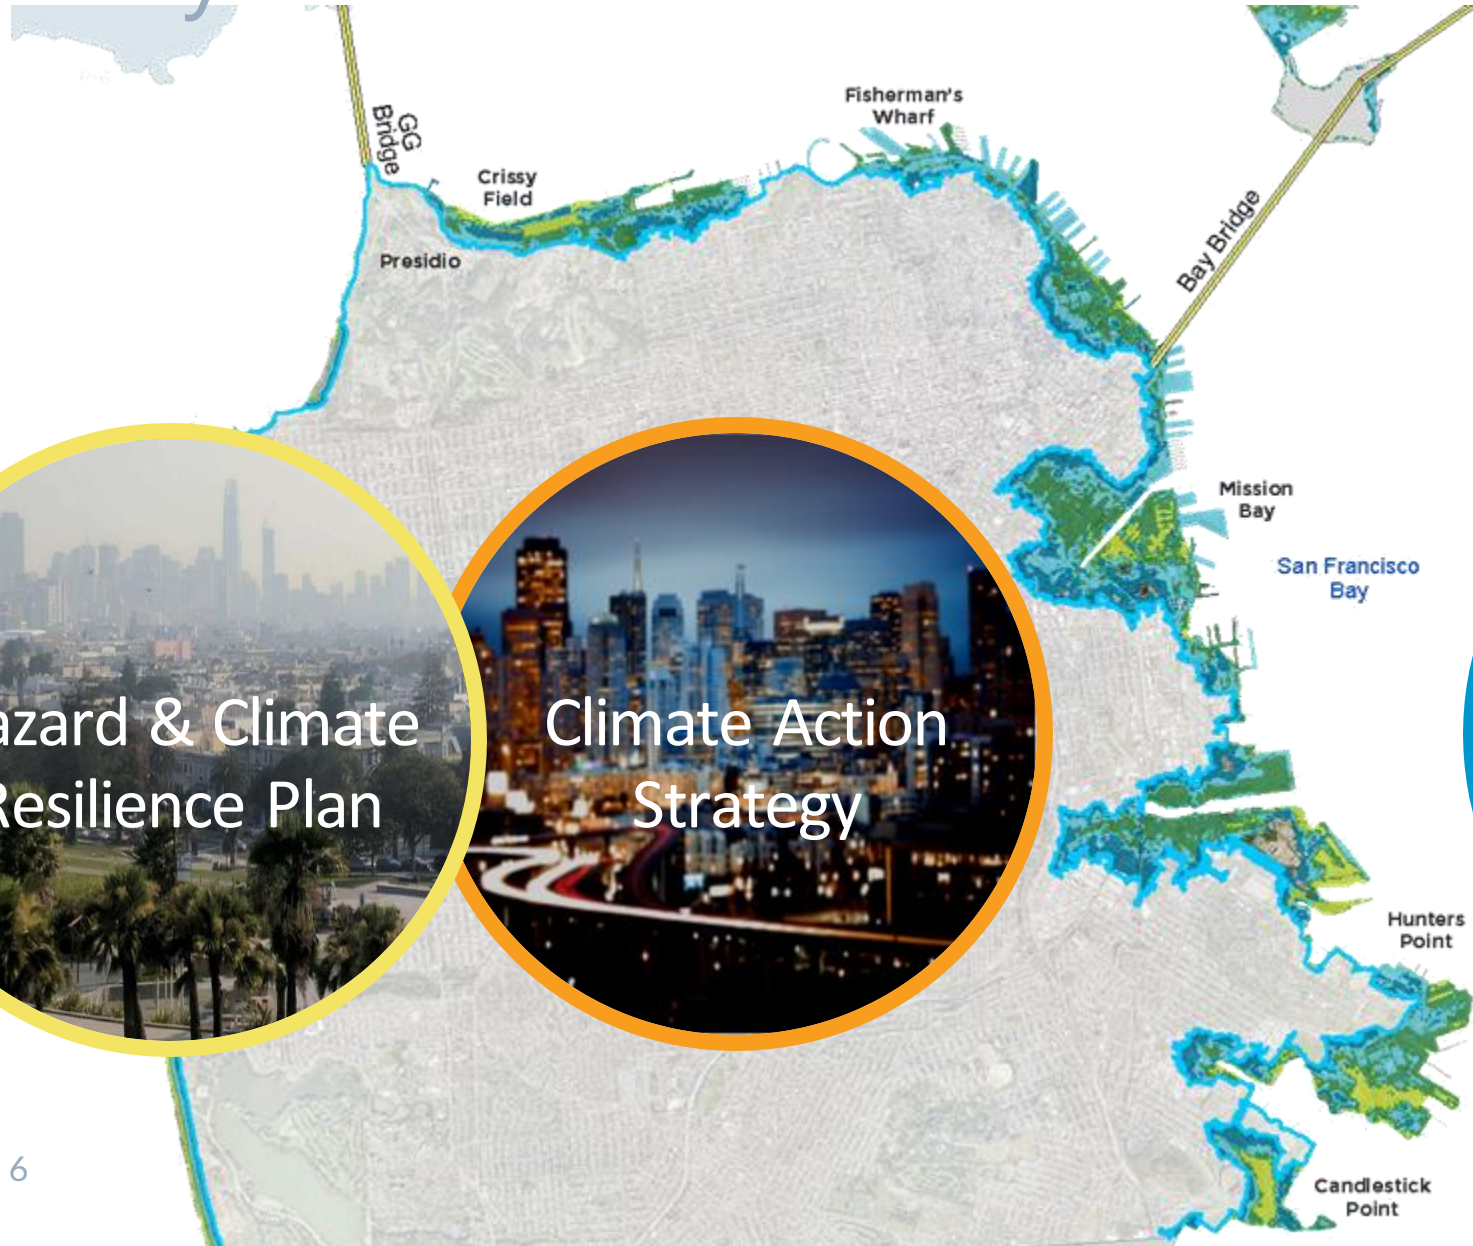 GG
Bridge
Fisherman's
Wharf
Crissy
Field
Presidio
Bay Bridge
Mission
Bay
San Francisco
Bay
azard & Climate
Resilience Plan
Climate Action
Strategy
Hunters
Point
Candlestick
Point
6